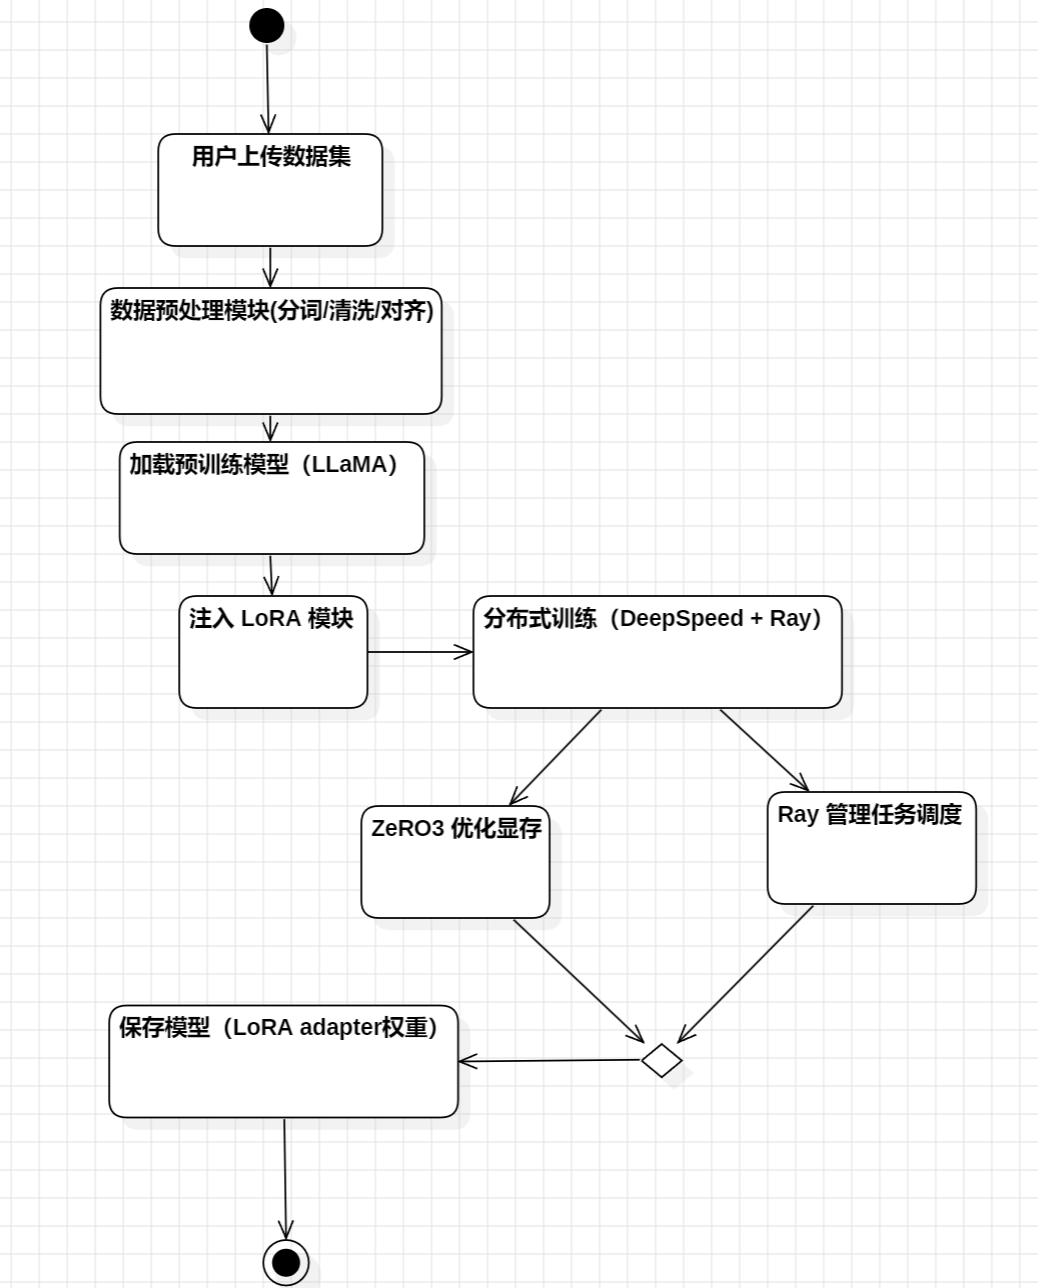 用户上传数据集
数据预处理模块(分词/清洗/对齐)
加载预训练模型（LLaMA）
注入 LoRA 模块
分布式训练（DeepSpeed + Ray）
ZeRO3 优化显存
Ray 管理任务调度
保存模型（LoRA adapter权重）